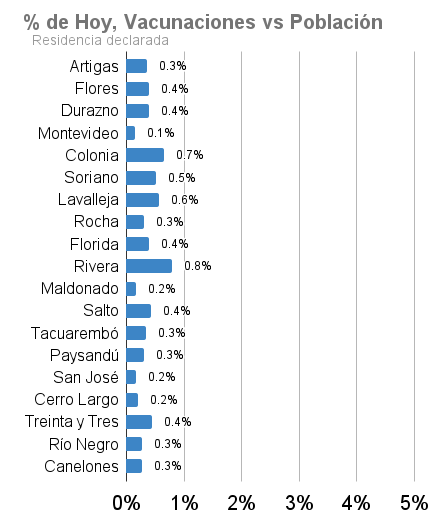 % de Hoy, Vacunaciones vs Población
Residencia declarada
Artigas 0.3%
Flores 0.4%
Durazno 0.4%
Montevideo 0.1%
Colonia 0.7%
Soriano 0.5%
Lavalleja 0.6%
Rocha 0.3%
Florida 0.4%
Rivera 0.8%
Maldonado 0.2%
Salto 0.4%
Tacuarembó 0.3%
Paysandú 0.3%
San José 0.2%
Cerro Largo 0.2%
Treinta y Tres 0.4%
Río Negro 0.3%
Canelones 0.3%
0% 1% 2% 3% 4% 5%